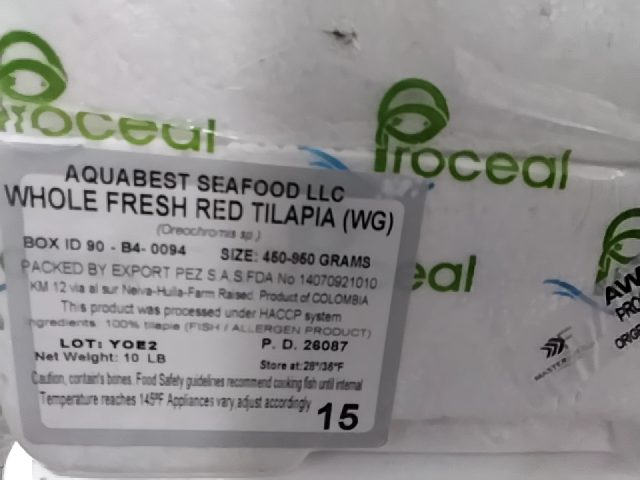 Proceal
Proceal
AQUABEST SEAFOOD LLC
WHOLE FRESH RED TILAPIA (WG)
(Oreochromis sp.)
BOX ID 90 - B4- 0094 SIZE: 450-950 GRAMS
PACKED BY EXPORT PEZ S.A.S.FDA No 14070921010
KM 12 via al sur Neiva-Huila-Farm Raised. Product of COLOMBIA
This product was processed under HACCP system
Ingredients: 100% tilapia (FISH / ALLERGEN PRODUCT)
LOT: YOE2 P. D. 26087
Net Weight: 10 LB Store at: 28°/36°F
Caution, contain's bones. Food Safety guidelines recommend cooking fish until internal
Temperature reaches 145ºF Appliances vary,adjust accordingly
15
eal
AW
PRO
ORIG